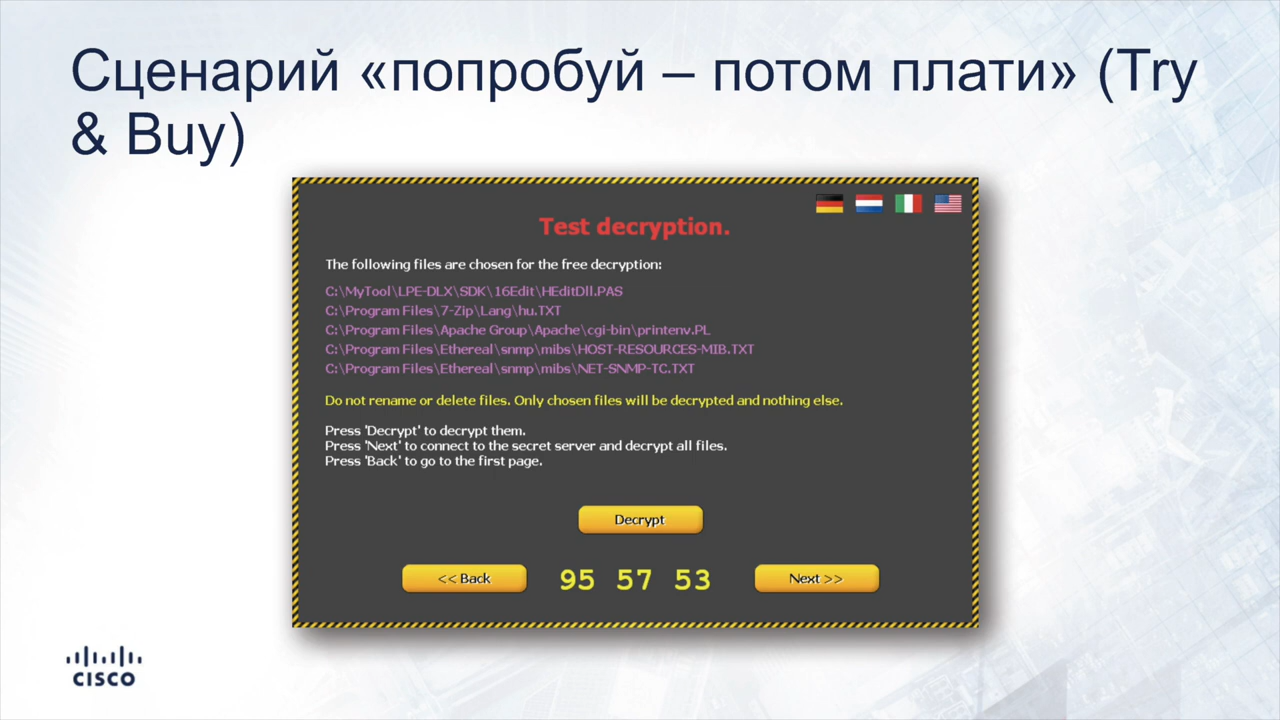 Сценарий «попробуй – потом плати» (Try
& Buy)
Test decryption.
The following files are chosen for the free decryption:
C:\MyTool\LPE-DLX\SDK\16Edit\HEditDll.PAS
C:\Program Files\7-Zip\Lang\hu.TXT
C:\Program Files\Apache Group\Apache\cgi-bin\printenv.PL
C:\Program Files\Ethereal\snmp\mibs\HOST-RESOURCES-MIB.TXT
C:\Program Files\Ethereal\snmp\mibs\NET-SNMP-TC.TXT
Do not rename or delete files. Only chosen files will be decrypted and nothing else.
Press 'Decrypt' to decrypt them.
Press 'Next' to connect to the secret server and decrypt all files.
Press 'Back' to go to the first page.
Decrypt
<< Back 95 57 53 Next >>
CISCO